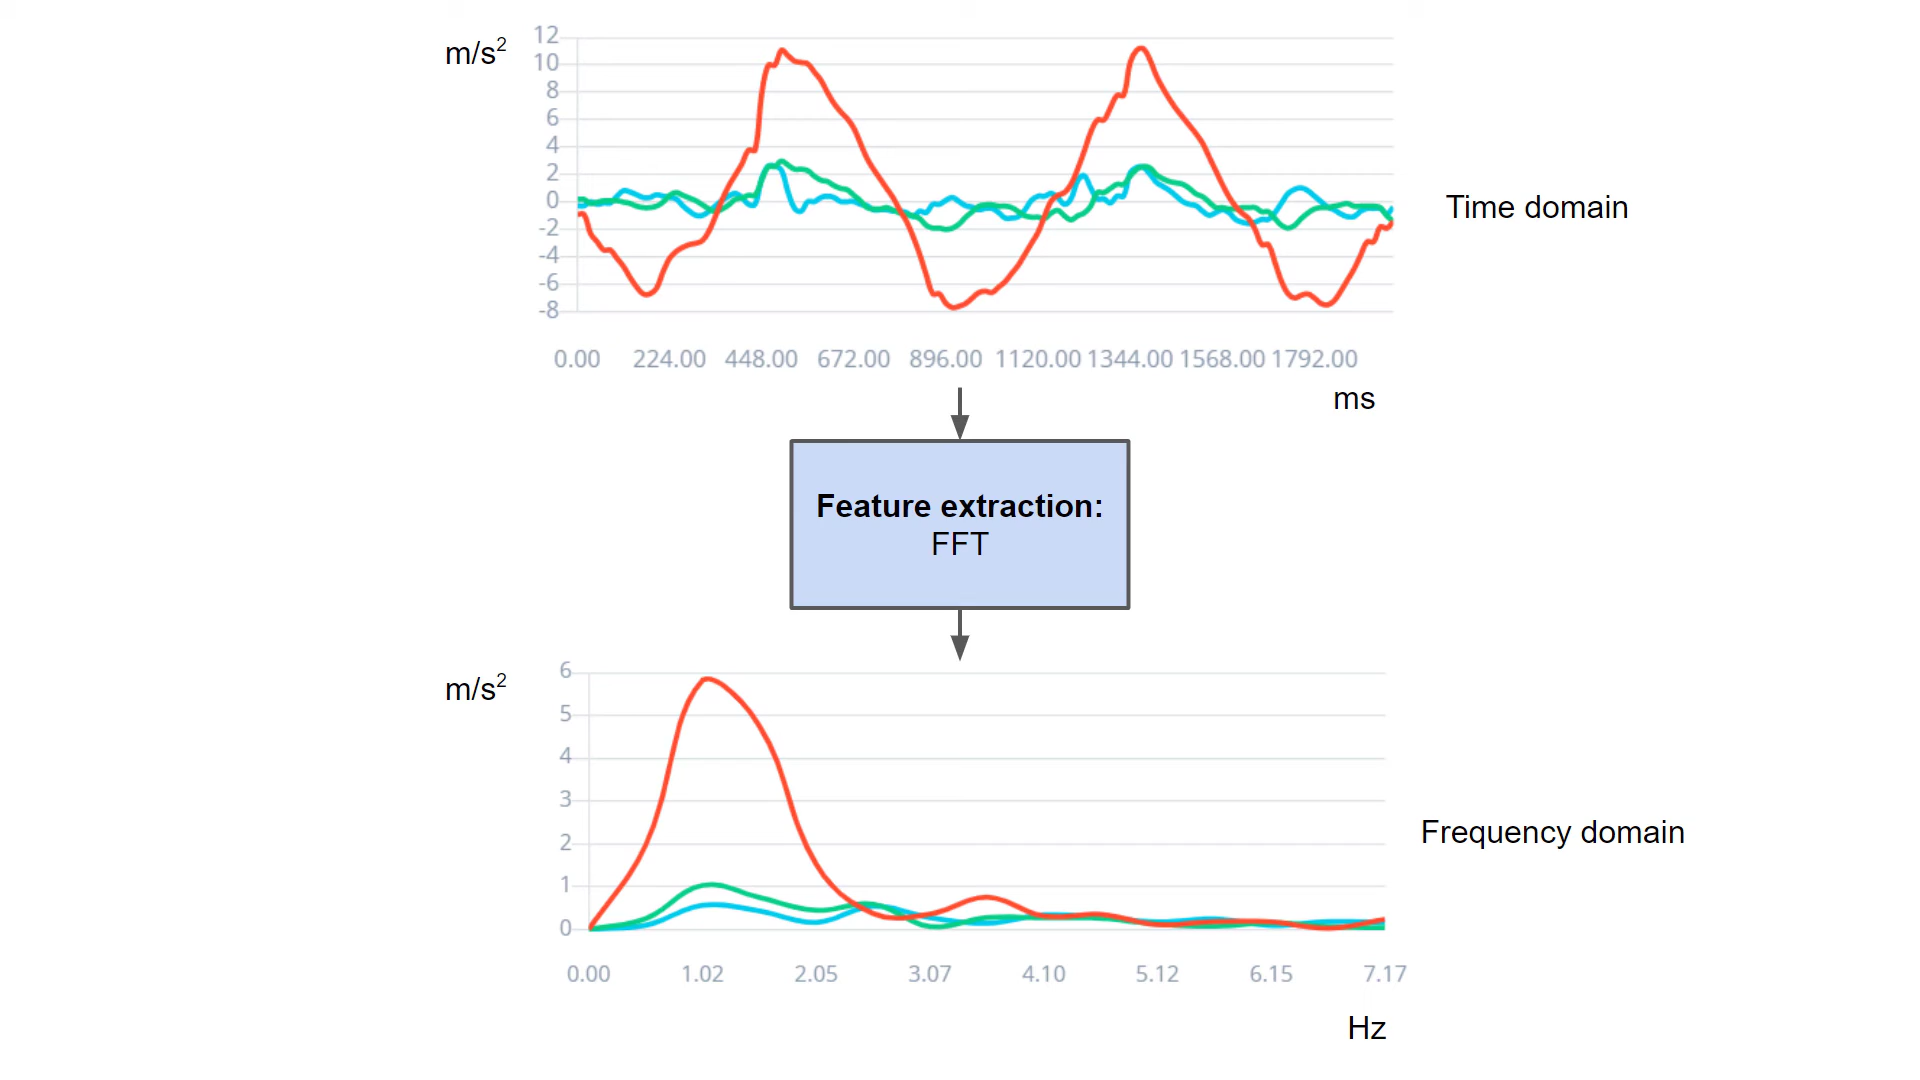 m/s²
12
10
8
6
4
2
0
-2
-4
-6
-8
0.00 224.00 448.00 672.00 896.00 1120.00 1344.00 1568.00 1792.00
ms
Time domain
Feature extraction:
FFT
m/s²
6
5
4
3
2
1
0
0.00 1.02 2.05 3.07 4.10 5.12 6.15 7.17
Hz
Frequency domain